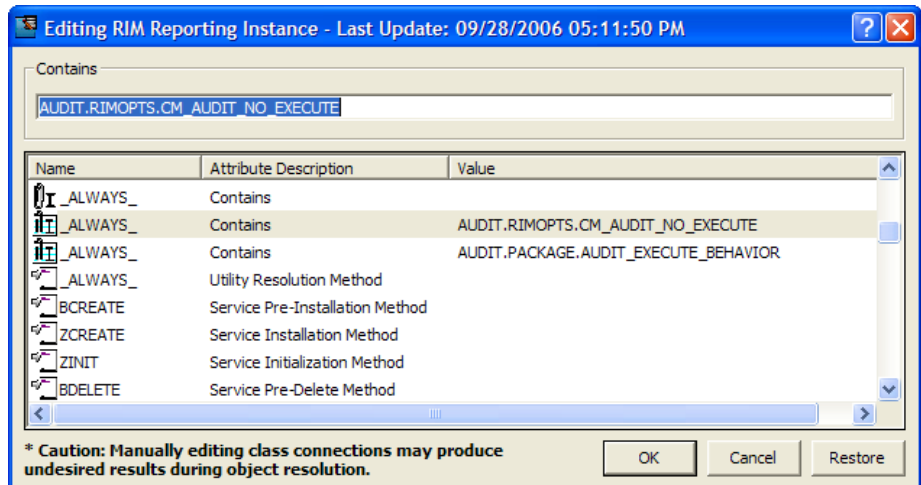 Editing RIM Reporting Instance - Last Update: 09/28/2006 05:11:50 PM
Contains
AUDIT.RIMOPTS.CM_AUDIT_NO_EXECUTE
Name Attribute Description Value
_ALWAYS_ Contains
_ALWAYS_ Contains AUDIT.RIMOPTS.CM_AUDIT_NO_EXECUTE
_ALWAYS_ Contains AUDIT.PACKAGE.AUDIT_EXECUTE_BEHAVIOR
_ALWAYS_ Utility Resolution Method
BCREATE Service Pre-Installation Method
ZCREATE Service Installation Method
ZINIT Service Initialization Method
BDELETE Service Pre-Delete Method
* Caution: Manually editing class connections may produce
undesired results during object resolution.
OK Cancel Restore